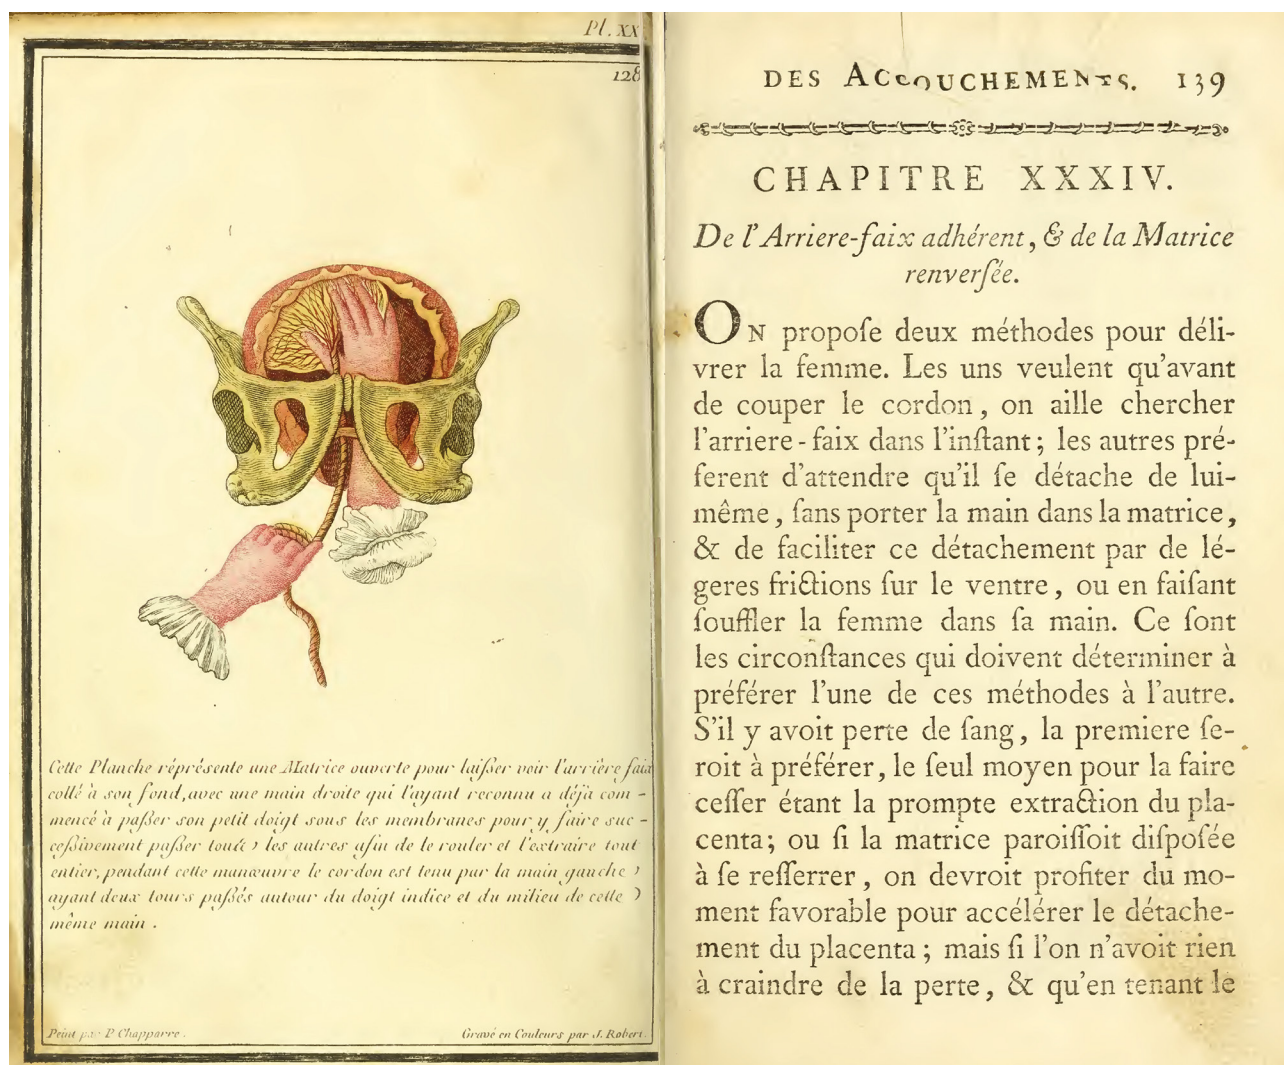 Pl. XX
128
Cette Planche réprésente une Matrice ouverte pour laiſser voir l'arrière faix
collé à son fond, avec une main droite qui l'ayant reconnu a déjà com-
mencé à paſser son petit doigt sous les membranes pour y faire suc-
ceſsivement paſser touts les autres afin de le rouler et l'extraire tout
entier, pendant cette manœuvre le cordon est tenu par la main gauche,
ayant deux tours paſsés autour du doigt indice et du milieu de cette
même main.
Peint par P. Chapparre.
Gravé en Couleurs par J. Robert.
DES ACCOUCHEMENTS. 139
CHAPITRE XXXIV.
De l'Arriere-faix adhérent, & de la Matrice
renverſée.
ON propoſe deux méthodes pour déli-
vrer la femme. Les uns veulent qu'avant
de couper le cordon, on aille chercher
l'arriere-faix dans l'inſtant; les autres pré-
ferent d'attendre qu'il ſe détache de lui-
même, ſans porter la main dans la matrice,
& de faciliter ce détachement par de lé-
geres frictions ſur le ventre, ou en faiſant
ſouffler la femme dans ſa main. Ce ſont
les circonſtances qui doivent déterminer à
préférer l'une de ces méthodes à l'autre.
S'il y avoit perte de ſang, la premiere ſe-
roit à préférer, le ſeul moyen pour la faire
ceſſer étant la prompte extraction du pla-
centa; ou ſi la matrice paroiſſoit diſpoſée
à ſe reſſerrer, on devroit profiter du mo-
ment favorable pour accélérer le détache-
ment du placenta; mais ſi l'on n'avoit rien
à craindre de la perte, & qu'en tenant le